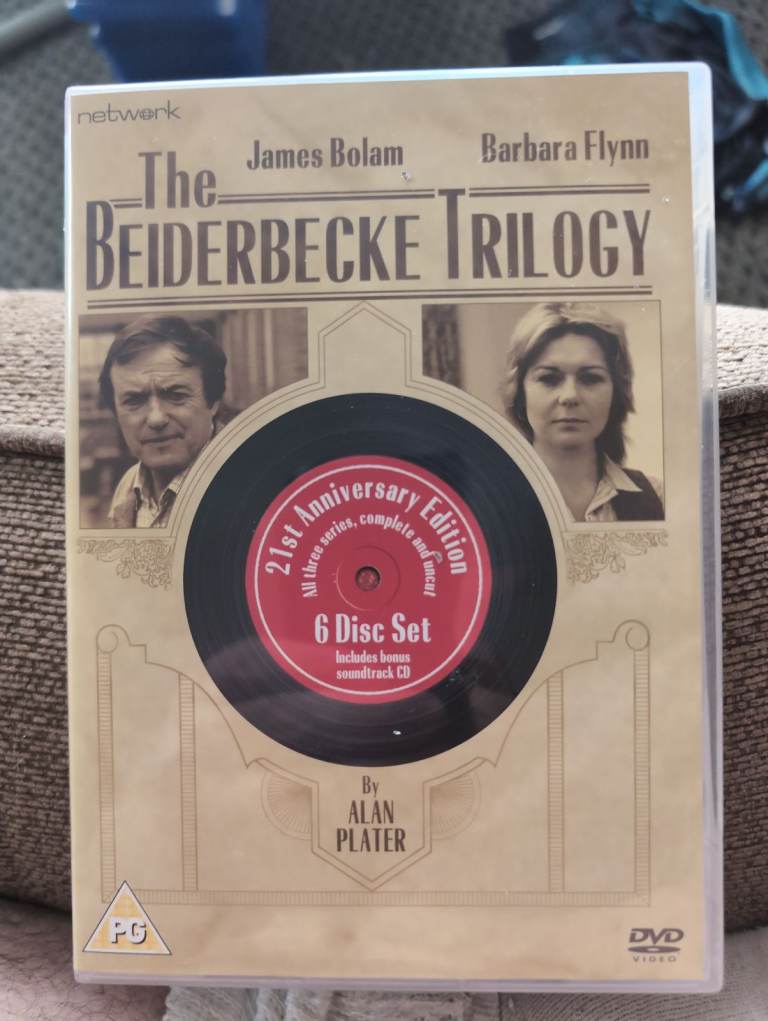 network
James Bolam Barbara Flynn
The
BEIDERBECKE TRILOGY
21st Anniversary Edition
All three series, complete and uncut
6 Disc Set
Includes bonus
soundtrack CD
By
ALAN
PLATER
PG
DVD
VIDEO